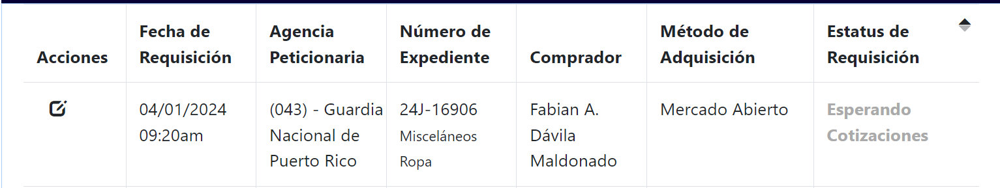 Acciones
Fecha de
Requisición
Agencia
Peticionaria
Número de
Expediente
Comprador
Método de
Adquisición
Estatus de
Requisición
04/01/2024
09:20am
(043) - Guardia
Nacional de
Puerto Rico
24J-16906
Misceláneos
Ropa
Fabian A.
Dávila
Maldonado
Mercado Abierto
Esperando
Cotizaciones